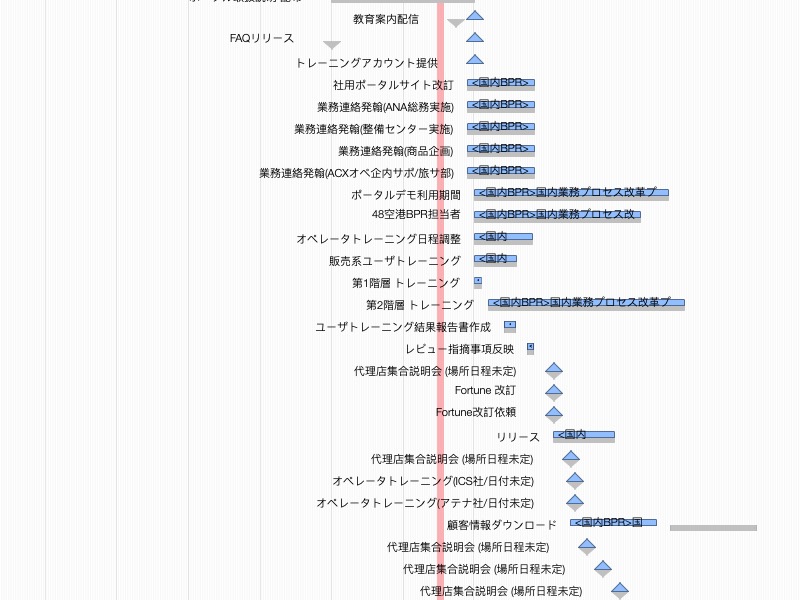 教育案内配信
FAQリリース
トレーニングアカウント提供
社用ポータルサイト改訂 <国内BPR>
業務連絡発翰(ANA総務実施) <国内BPR>
業務連絡発翰(整備センター実施) <国内BPR>
業務連絡発翰(商品企画) <国内BPR>
業務連絡発翰(ACXオペ企内サポ/旅サ部) <国内BPR>
ポータルデモ利用期間 <国内BPR>国内業務プロセス改革プ
48空港BPR担当者 <国内BPR>国内業務プロセス改
オペレータトレーニング日程調整 <国内
販売系ユーザトレーニング <国内
第1階層 トレーニング
第2階層 トレーニング <国内BPR>国内業務プロセス改革プ
ユーザトレーニング結果報告書作成
レビュー指摘事項反映
代理店集合説明会 (場所日程未定)
Fortune 改訂
Fortune改訂依頼
リリース <国内
代理店集合説明会 (場所日程未定)
オペレータトレーニング(ICS社/日付未定)
オペレータトレーニング(アテナ社/日付未定)
顧客情報ダウンロード <国内BPR>国
代理店集合説明会 (場所日程未定)
代理店集合説明会 (場所日程未定)
代理店集合説明会 (場所日程未定)